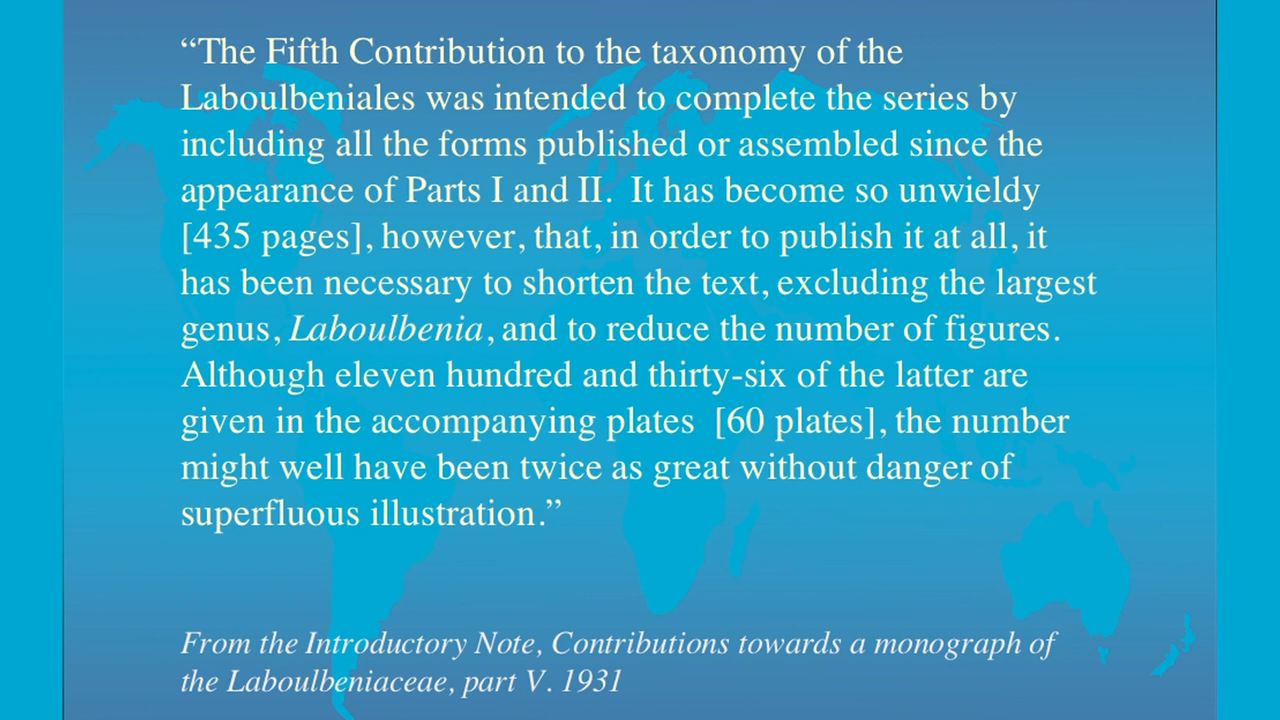 “The Fifth Contribution to the taxonomy of the
Laboulbeniales was intended to complete the series by
including all the forms published or assembled since the
appearance of Parts I and II.  It has become so unwieldy
[435 pages], however, that, in order to publish it at all, it
has been necessary to shorten the text, excluding the largest
genus, Laboulbenia, and to reduce the number of figures.
Although eleven hundred and thirty-six of the latter are
given in the accompanying plates  [60 plates], the number
might well have been twice as great without danger of
superfluous illustration.”
From the Introductory Note, Contributions towards a monograph of
the Laboulbeniaceae, part V. 1931